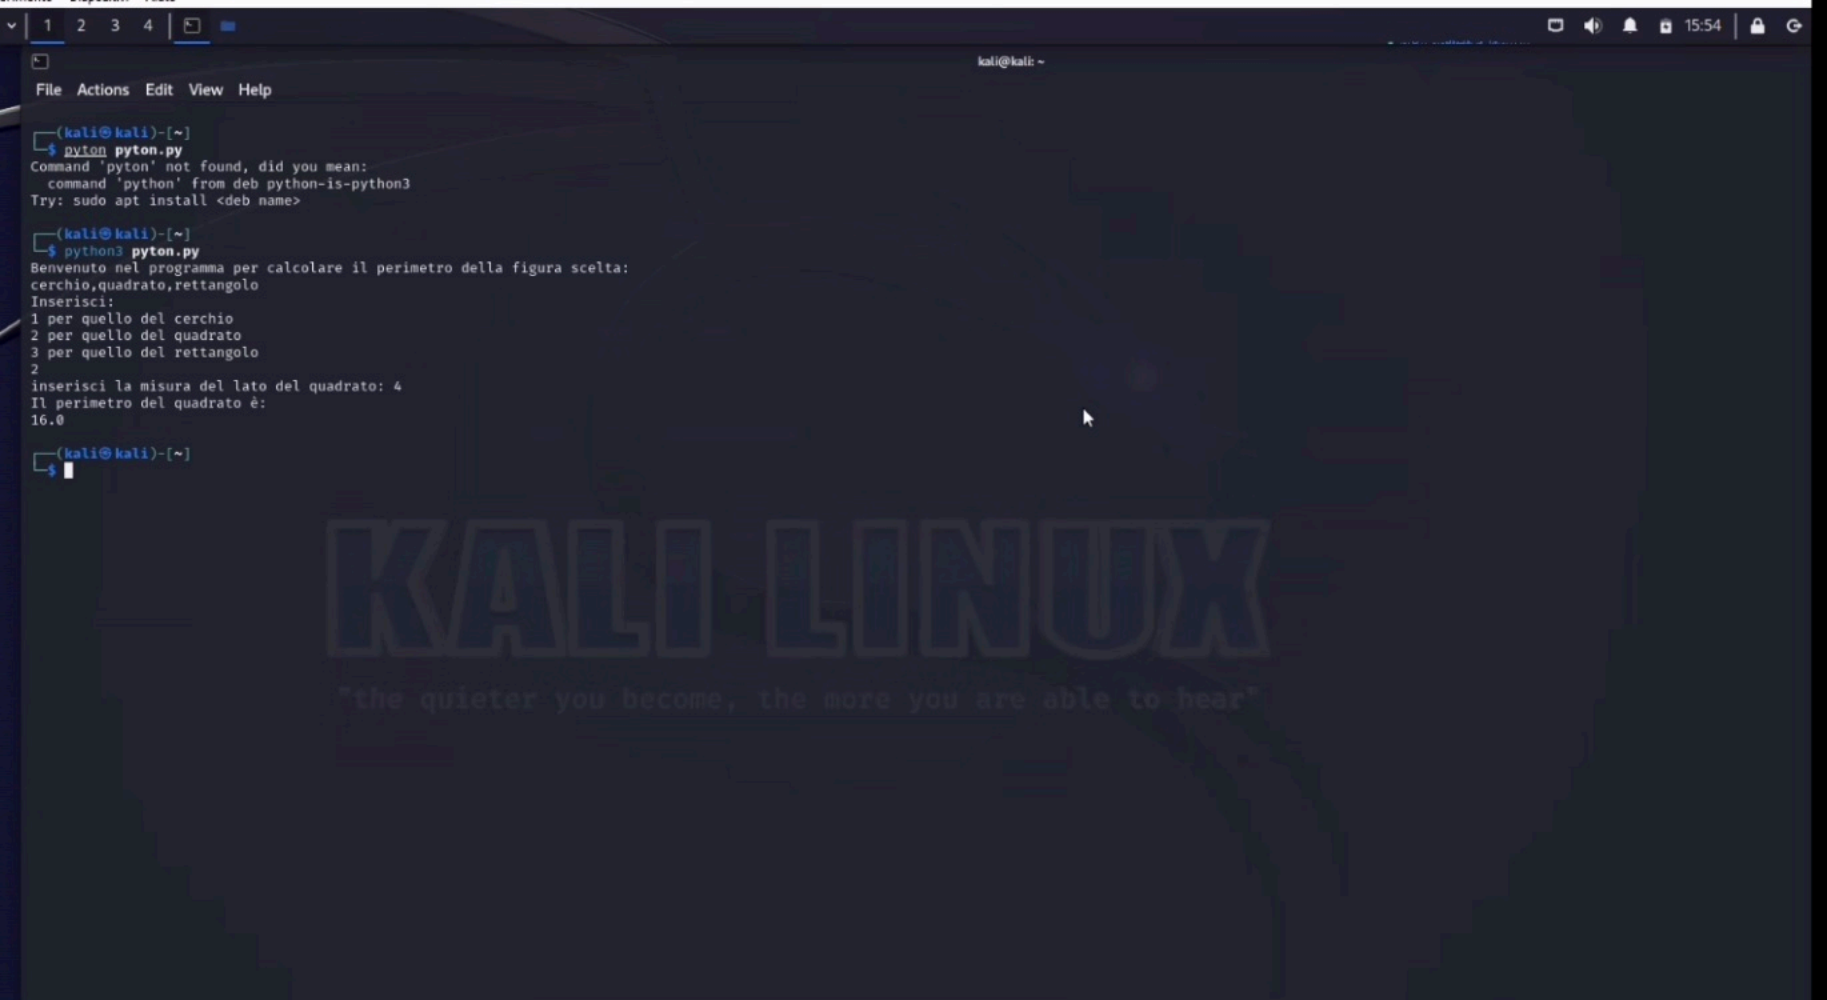 1 2 3 4 15:54
kali@kali: ~
File Actions Edit View Help
┌──(kali㉿kali)-[~]
└─$ pyton pyton.py
Command 'pyton' not found, did you mean:
  command 'python' from deb python-is-python3
Try: sudo apt install <deb name>
┌──(kali㉿kali)-[~]
└─$ python3 pyton.py
Benvenuto nel programma per calcolare il perimetro della figura scelta:
cerchio,quadrato,rettangolo
Inserisci:
1 per quello del cerchio
2 per quello del quadrato
3 per quello del rettangolo
2
inserisci la misura del lato del quadrato: 4
Il perimetro del quadrato è:
16.0
┌──(kali㉿kali)-[~]
└─$
KALI LINUX
"the quieter you become, the more you are able to hear"